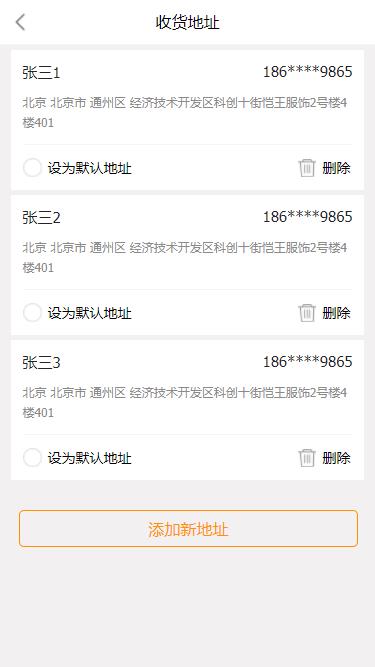 收货地址
张三1 186****9865
北京 北京市 通州区 经济技术开发区科创十街恺王服饰2号楼4
楼401
设为默认地址 删除
张三2 186****9865
北京 北京市 通州区 经济技术开发区科创十街恺王服饰2号楼4
楼401
设为默认地址 删除
张三3 186****9865
北京 北京市 通州区 经济技术开发区科创十街恺王服饰2号楼4
楼401
设为默认地址 删除
添加新地址